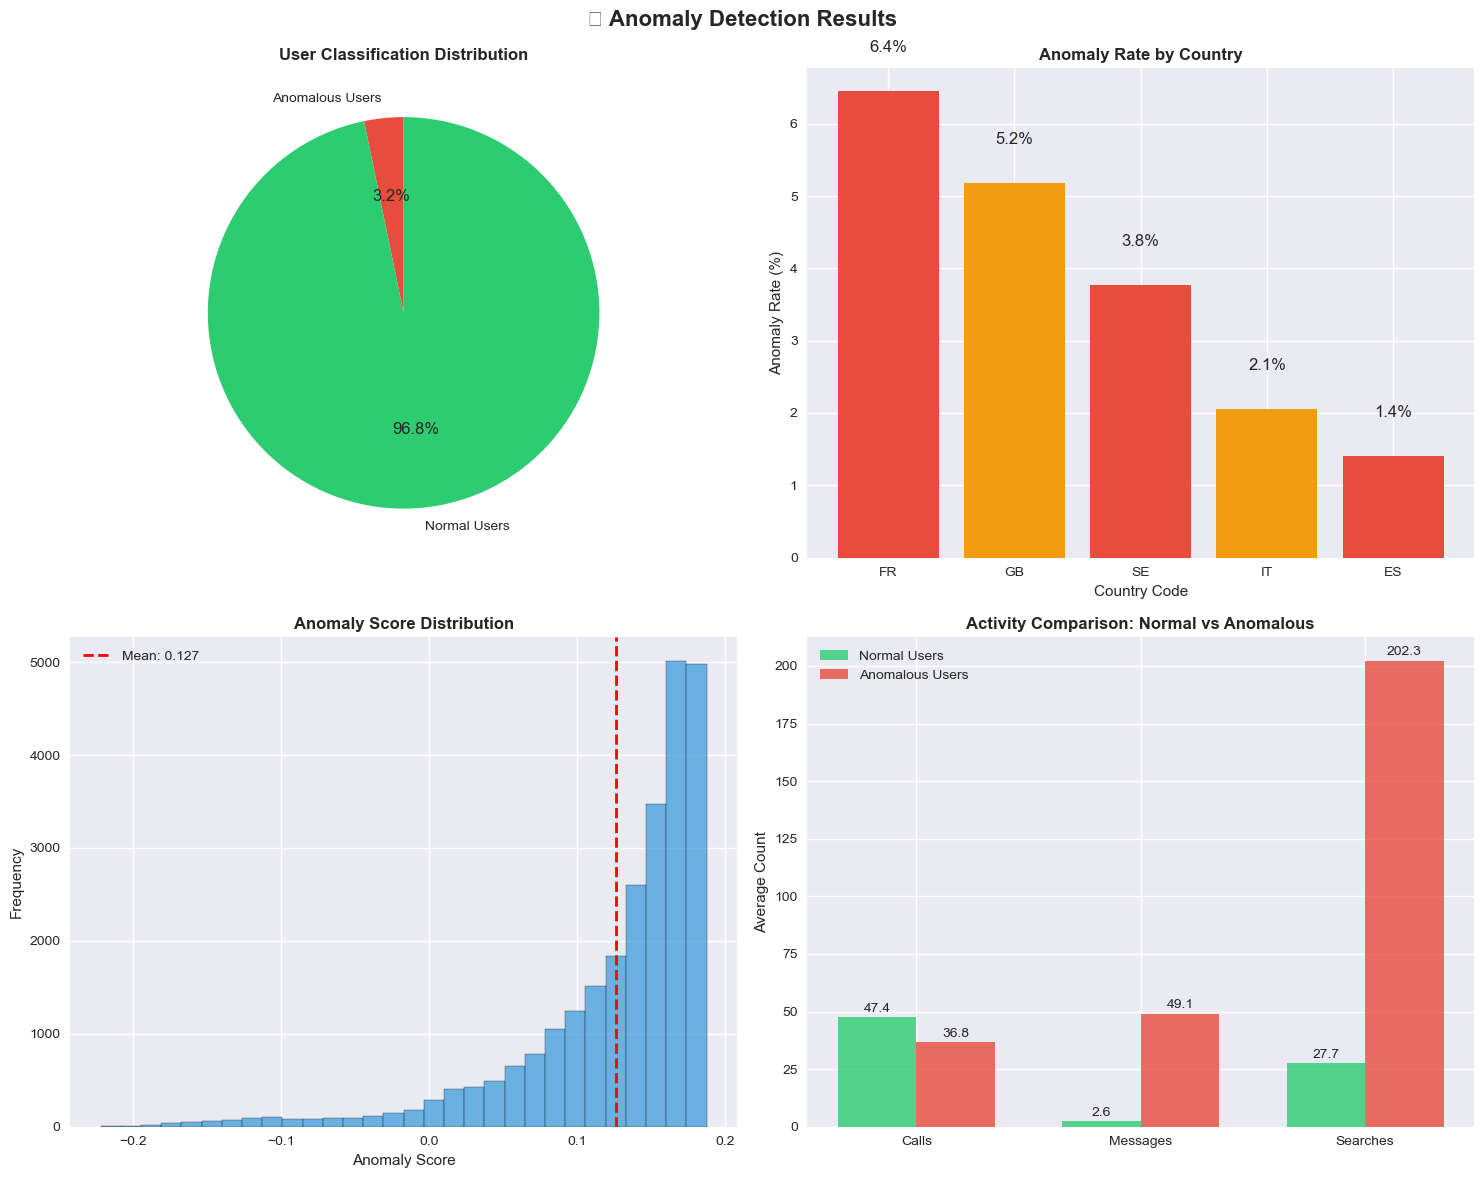 Anomaly Detection Results
User Classification Distribution
Anomalous Users
3.2%
96.8%
Normal Users
Anomaly Rate by Country
6.4%
5.2%
3.8%
2.1%
1.4%
6
5
4
3
2
1
0
Anomaly Rate (%)
FR GB SE IT ES
Country Code
Anomaly Score Distribution
Mean: 0.127
5000
4000
3000
2000
1000
0
Frequency
−0.2 −0.1 0.0 0.1 0.2
Anomaly Score
Activity Comparison: Normal vs Anomalous
Normal Users
Anomalous Users
200
175
150
125
100
75
50
25
0
Average Count
47.4
36.8
2.6
49.1
27.7
202.3
Calls Messages Searches